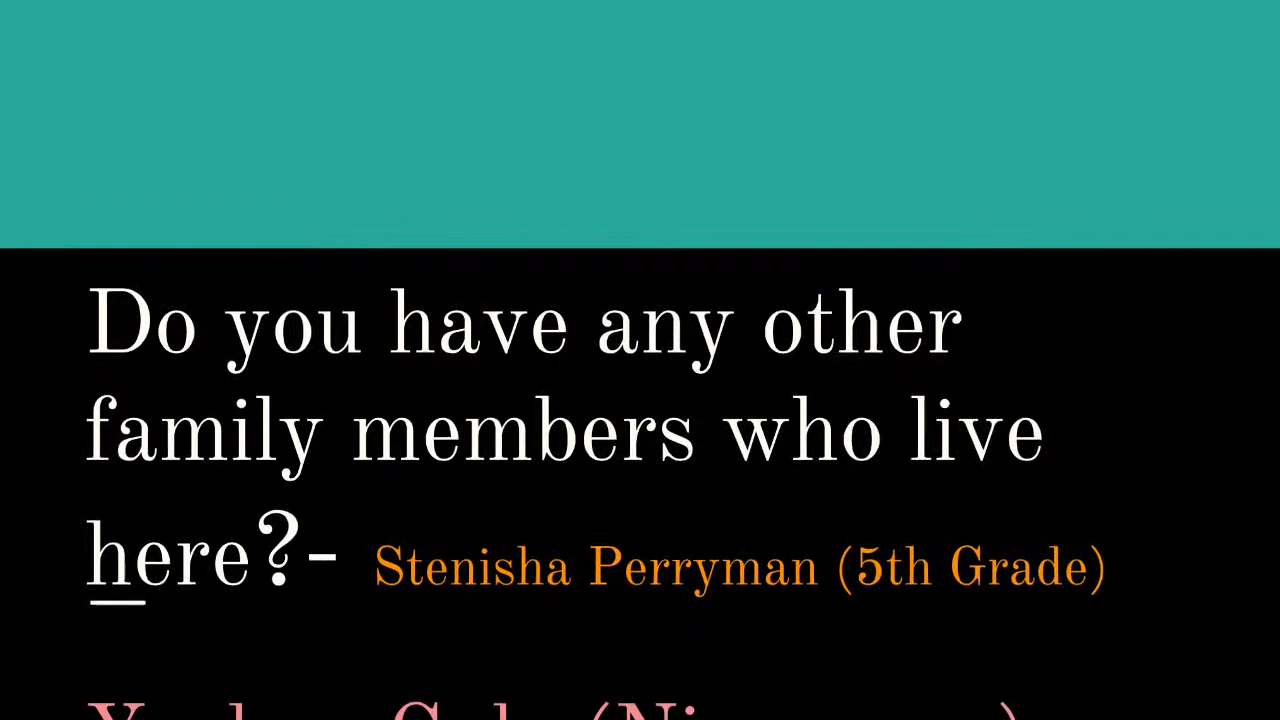 Do you have any other
family members who live
here?- Stenisha Perryman (5th Grade)